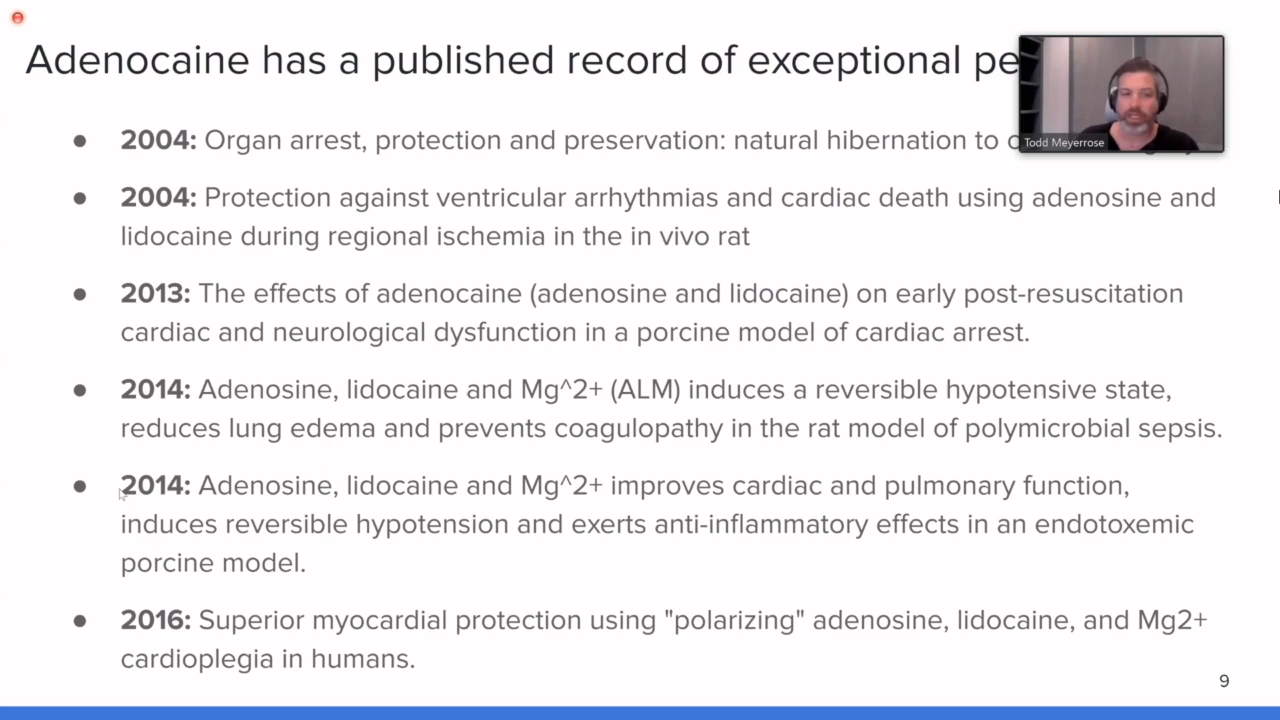 Adenocaine has a published record of exceptional
Todd Meyerrose
● 2004: Organ arrest, protection and preservation: natural hibernation to
● 2004: Protection against ventricular arrhythmias and cardiac death using adenosine and
lidocaine during regional ischemia in the in vivo rat
● 2013: The effects of adenocaine (adenosine and lidocaine) on early post-resuscitation
cardiac and neurological dysfunction in a porcine model of cardiac arrest.
● 2014: Adenosine, lidocaine and Mg^2+ (ALM) induces a reversible hypotensive state,
reduces lung edema and prevents coagulopathy in the rat model of polymicrobial sepsis.
● 2014: Adenosine, lidocaine and Mg^2+ improves cardiac and pulmonary function,
induces reversible hypotension and exerts anti-inflammatory effects in an endotoxemic
porcine model.
● 2016: Superior myocardial protection using "polarizing" adenosine, lidocaine, and Mg2+
cardioplegia in humans.
9